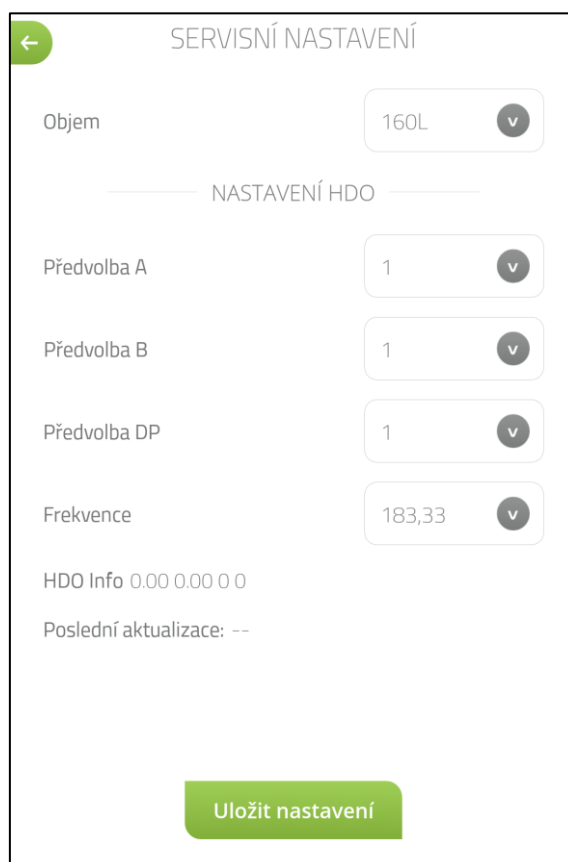 SERVISNÍ NASTAVENÍ
Objem 160L
NASTAVENÍ HDO
Předvolba A 1
Předvolba B 1
Předvolba DP 1
Frekvence 183,33
HDO Info 0.00 0.00 0 0
Poslední aktualizace: --
Uložit nastavení